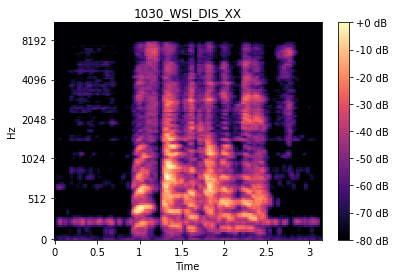 1030_WSI_DIS_XX
8192
4096
2048
1024
512
0
Hz
0 0.5 1 1.5 2 2.5 3
Time
+0 dB
-10 dB
-20 dB
-30 dB
-40 dB
-50 dB
-60 dB
-70 dB
-80 dB